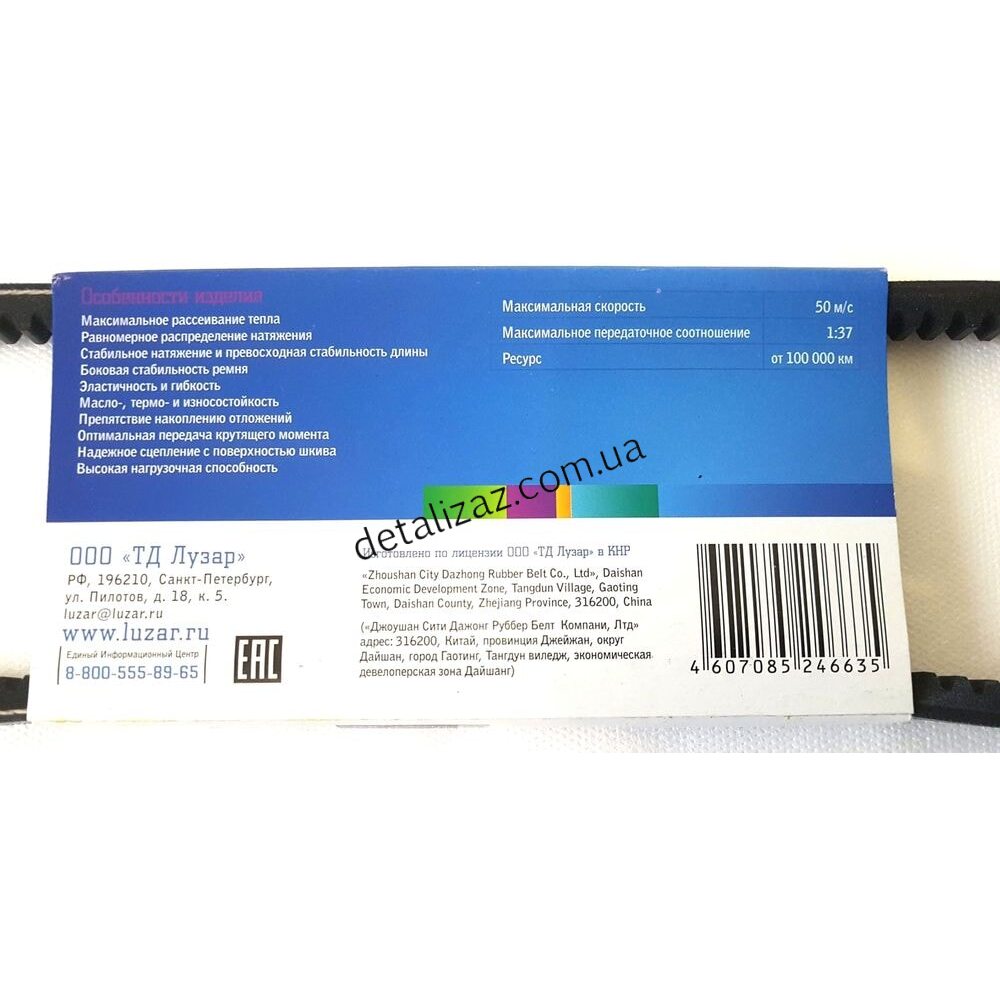 Особенности изделия
Максимальное рассеивание тепла
Равномерное распределение натяжения
Стабильное натяжение и превосходная стабильность длины
Боковая стабильность ремня
Эластичность и гибкость
Масло-, термо- и износостойкость
Препятствие накоплению отложений
Оптимальная передача крутящего момента
Надежное сцепление с поверхностью шкива
Высокая нагрузочная способность
Максимальная скорость 50 м/с
Максимальное передаточное соотношение 1:37
Ресурс от 100 000 км
detalizaz.com.ua
ООО «ТД Лузар»
РФ, 196210, Санкт-Петербург,
ул. Пилотов, д. 18, к. 5.
luzar@luzar.ru
www.luzar.ru
Единый Информационный Центр
8-800-555-89-65
EAC
Изготовлено по лицензии ООО «ТД Лузар» в КНР
«Zhoushan City Dazhong Rubber Belt Co., Ltd», Daishan
Economic Development Zone, Tangdun Village, Gaoting
Town, Daishan County, Zhejiang Province, 316200, China
(«Джоушан Сити Дажонг Руббер Белт Компани, Лтд»
адрес: 316200, Китай, провинция Джейжан, округ
Дайшан, город Гаотинг, Тангдун виледж, экономическая
девелоперская зона Дайшанг)
4 607085 246635